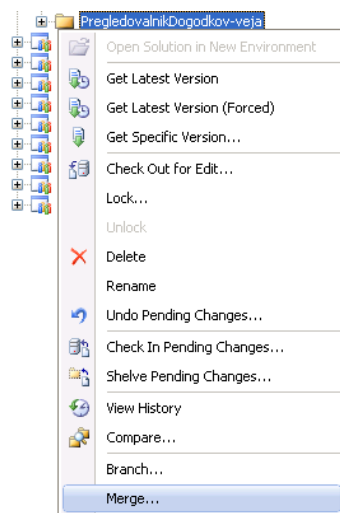 PregledovalnikDogodkov-veja
Open Solution in New Environment
Get Latest Version
Get Latest Version (Forced)
Get Specific Version...
Check Out for Edit...
Lock...
Unlock
Delete
Rename
Undo Pending Changes...
Check In Pending Changes...
Shelve Pending Changes...
View History
Compare...
Branch...
Merge...